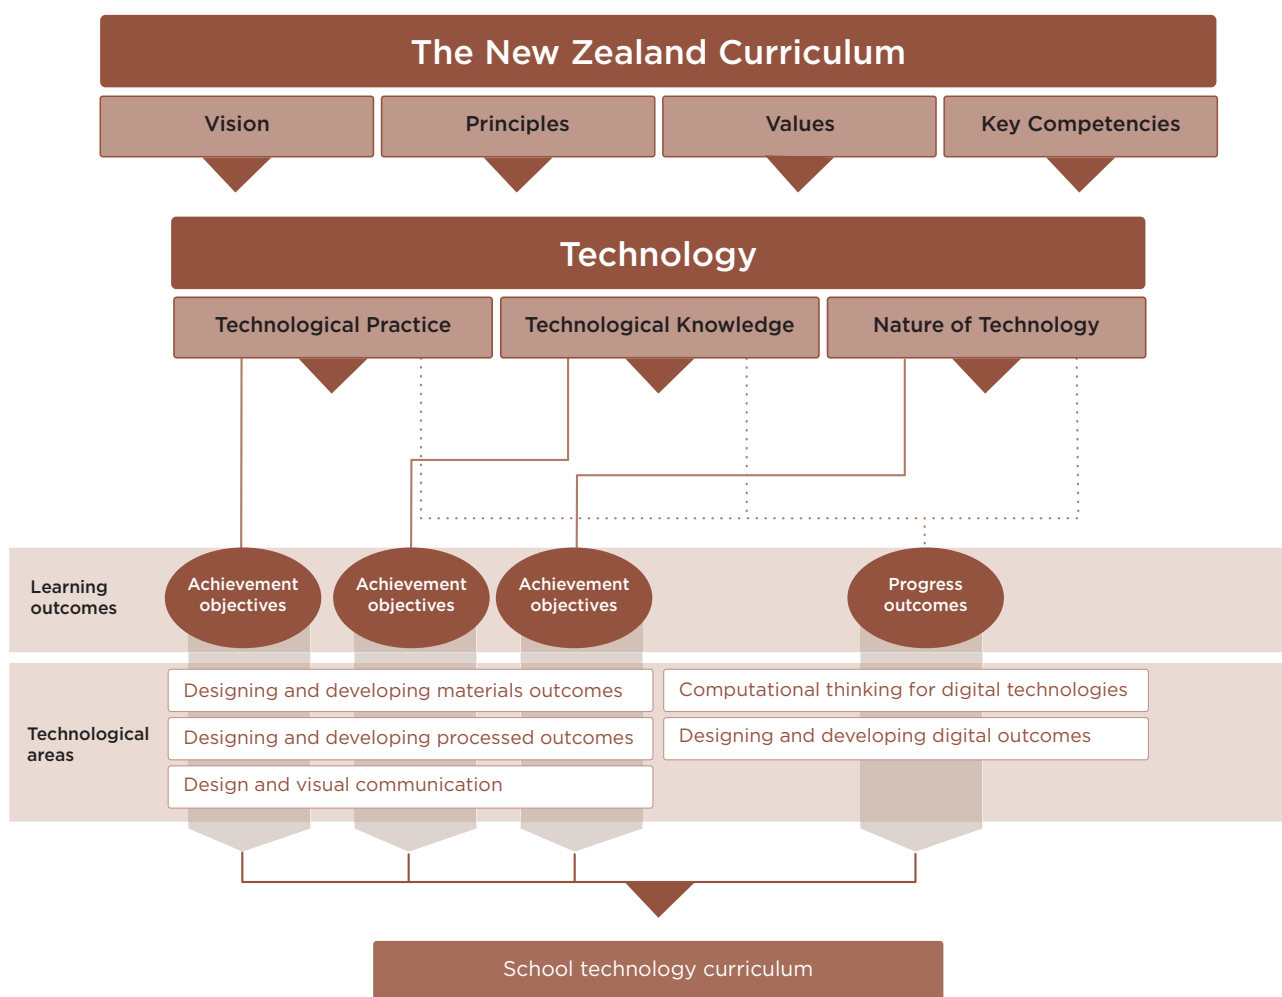 The New Zealand Curriculum
Vision
Principles
Values
Key Competencies
Technology
Technological Practice
Technological Knowledge
Nature of Technology
Learning
outcomes
Achievement
objectives
Achievement
objectives
Achievement
objectives
Progress
outcomes
Technological
areas
Designing and developing materials outcomes
Designing and developing processed outcomes
Design and visual communication
Computational thinking for digital technologies
Designing and developing digital outcomes
School technology curriculum